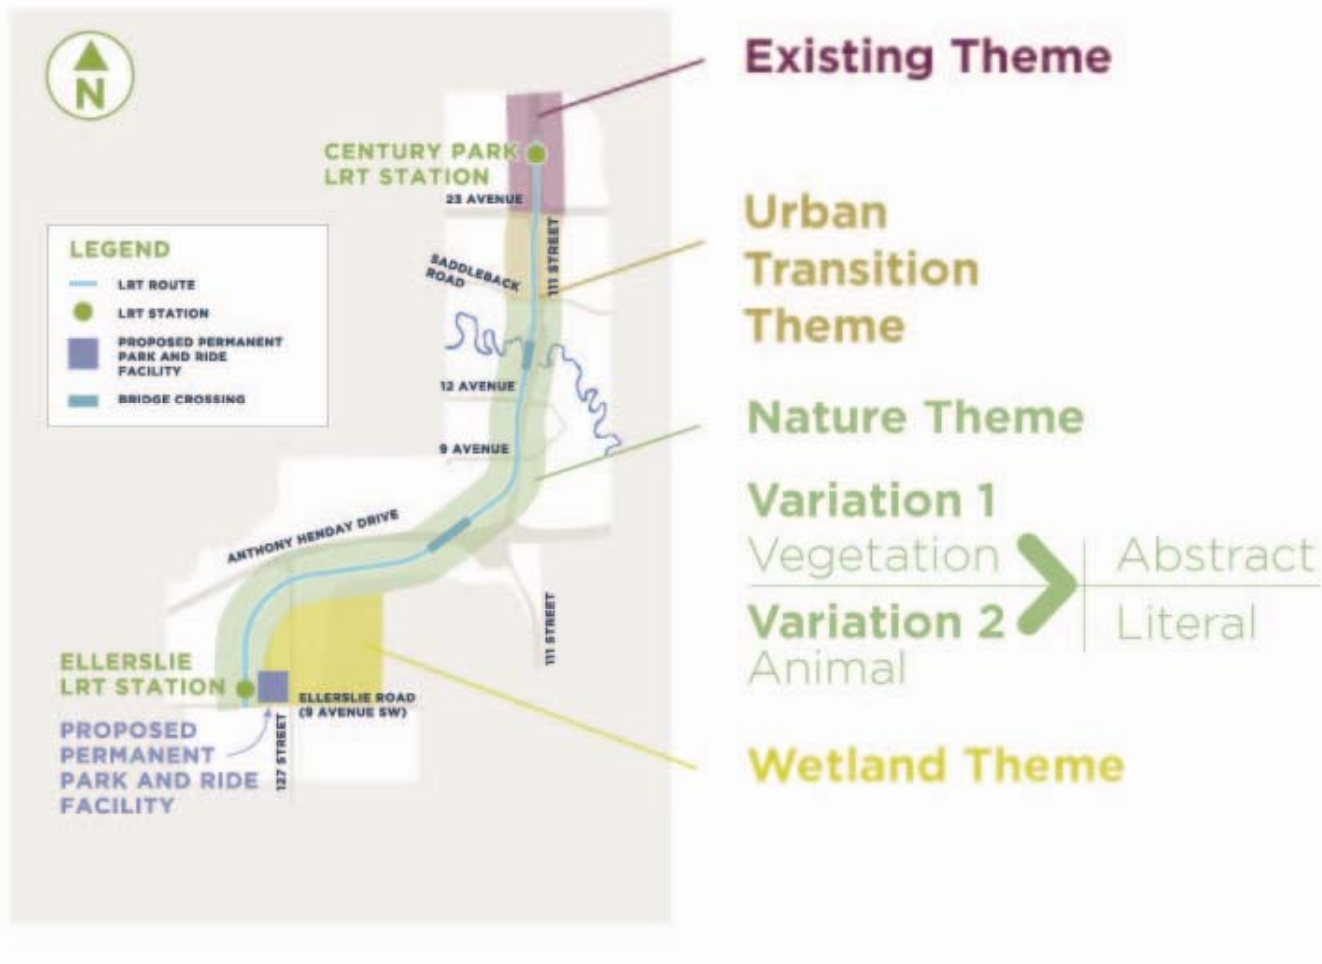 N
CENTURY PARK
LRT STATION
23 AVENUE
111 STREET
SADDLEBACK
ROAD
12 AVENUE
9 AVENUE
ANTHONY HENDAY DRIVE
111 STREET
ELLERSLIE
LRT STATION
ELLERSLIE ROAD
(9 AVENUE SW)
127 STREET
PROPOSED
PERMANENT
PARK AND RIDE
FACILITY
LEGEND
LRT ROUTE
LRT STATION
PROPOSED PERMANENT
PARK AND RIDE
FACILITY
BRIDGE CROSSING
Existing Theme
Urban
Transition
Theme
Nature Theme
Variation 1
Vegetation
Variation 2
Animal
Abstract
Literal
Wetland Theme